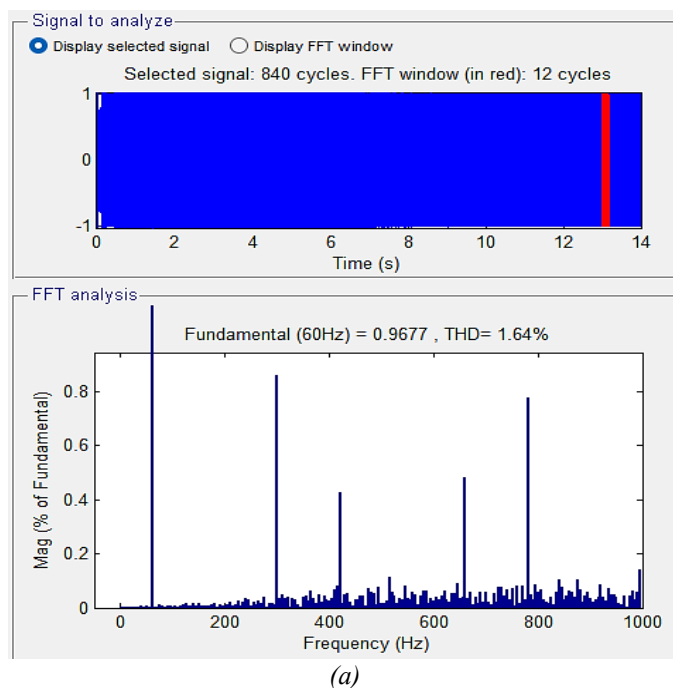 Signal to analyze
Display selected signal Display FFT window
Selected signal: 840 cycles. FFT window (in red): 12 cycles
1
0
-1
0 2 4 6 8 10 12 14
Time (s)
FFT analysis
Fundamental (60Hz) = 0.9677 , THD= 1.64%
Mag (% of Fundamental)
0.8
0.6
0.4
0.2
0
0 200 400 600 800 1000
Frequency (Hz)
(a)